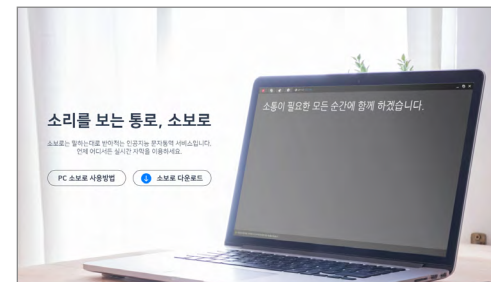 소리를 보는 통로, 소보로
소보로는 말하는대로 받아적는 인공지능 문자통역 서비스입니다.
언제 어디서든 실시간 자막을 이용하세요.
PC 소보로 사용방법
소보로 다운로드
소통이 필요한 모든 순간에 함께 하겠습니다.